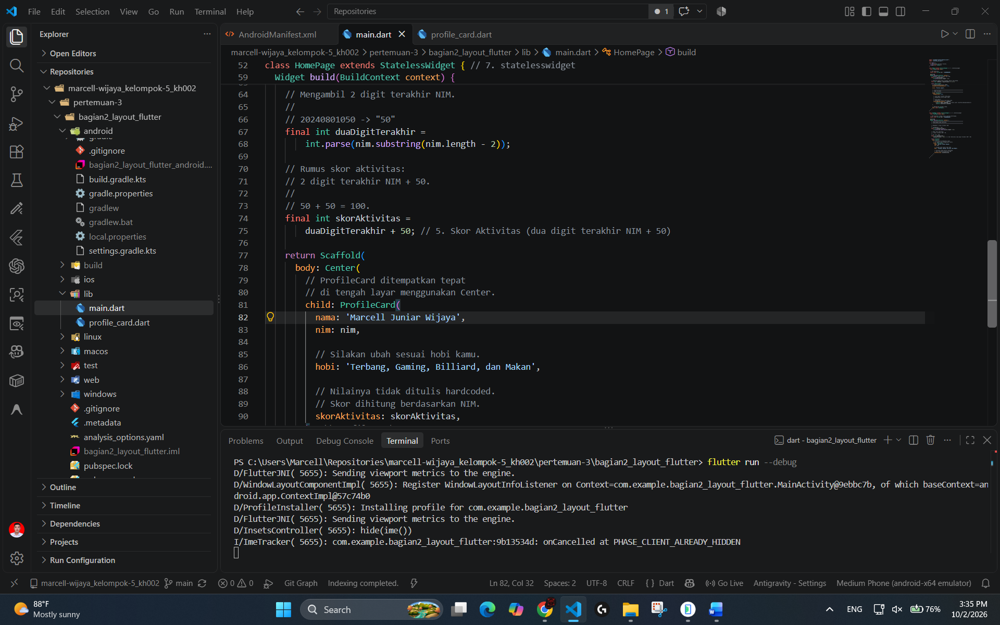 File Edit Selection View Go Run Terminal Help
Repositories
1
Explorer
Open Editors
Repositories
marcell-wijaya_kelompok-5_kh002
pertemuan-3
bagian2_layout_flutter
android
gradle
.gitignore
bagian2_layout_flutter_android....
build.gradle.kts
gradle.properties
gradlew
gradlew.bat
local.properties
settings.gradle.kts
build
ios
lib
main.dart
profile_card.dart
linux
macos
test
web
windows
.gitignore
.metadata
analysis_options.yaml
bagian2_layout_flutter.iml
pubspec.lock
Outline
Timeline
Dependencies
Projects
Run Configuration
AndroidManifest.xml main.dart profile_card.dart
marcell-wijaya_kelompok-5_kh002 > pertemuan-3 > bagian2_layout_flutter > lib > main.dart > HomePage > build
52 class HomePage extends StatelessWidget { // 7. statelesswidget
59 Widget build(BuildContext context) {
64 // Mengambil 2 digit terakhir NIM.
65 //
66 // 20240801050 -> "50"
67 final int duaDigitTerakhir =
68 int.parse(nim.substring(nim.length - 2));
69
70 // Rumus skor aktivitas:
71 // 2 digit terakhir NIM + 50.
72 //
73 // 50 + 50 = 100.
74 final int skorAktivitas =
75 duaDigitTerakhir + 50; // 5. Skor Aktivitas (dua digit terakhir NIM + 50)
76
77 return Scaffold(
78 body: Center(
79 // ProfileCard ditempatkan tepat
80 // di tengah layar menggunakan Center.
81 child: ProfileCard(
82 nama: 'Marcell Juniar Wijaya',
83 nim: nim,
84
85 // Silakan ubah sesuai hobi kamu.
86 hobi: 'Terbang, Gaming, Billiard, dan Makan',
87
88 // Nilainya tidak ditulis hardcoded.
89 // Skor dihitung berdasarkan NIM.
90 skorAktivitas: skorAktivitas,
Problems Output Debug Console Terminal Ports
dart - bagian2_layout_flutter
PS C:\Users\Marcell\Repositories\marcell-wijaya_kelompok-5_kh002\pertemuan-3\bagian2_layout_flutter> flutter run --debug
D/FlutterJNI( 5655): Sending viewport metrics to the engine.
D/WindowLayoutComponentImpl( 5655): Register WindowLayoutInfoListener on Context=com.example.bagian2_layout_flutter.MainActivity@9ebbc7b, of which baseContext=an
droid.app.ContextImpl@57c74b0
D/ProfileInstaller( 5655): Installing profile for com.example.bagian2_layout_flutter
D/FlutterJNI( 5655): Sending viewport metrics to the engine.
D/InsetsController( 5655): hide(ime())
I/ImeTracker( 5655): com.example.bagian2_layout_flutter:9b13534d: onCancelled at PHASE_CLIENT_ALREADY_HIDDEN
marcell-wijaya_kelompok-5_kh002 main 0 0 Git Graph Indexing completed. Ln 82, Col 32 Spaces: 2 UTF-8 CRLF { } Dart Go Live Antigravity - Settings Medium Phone (android-x64 emulator)
88°F
Mostly sunny
Search
ENG
76%
3:35 PM
10/2/2026